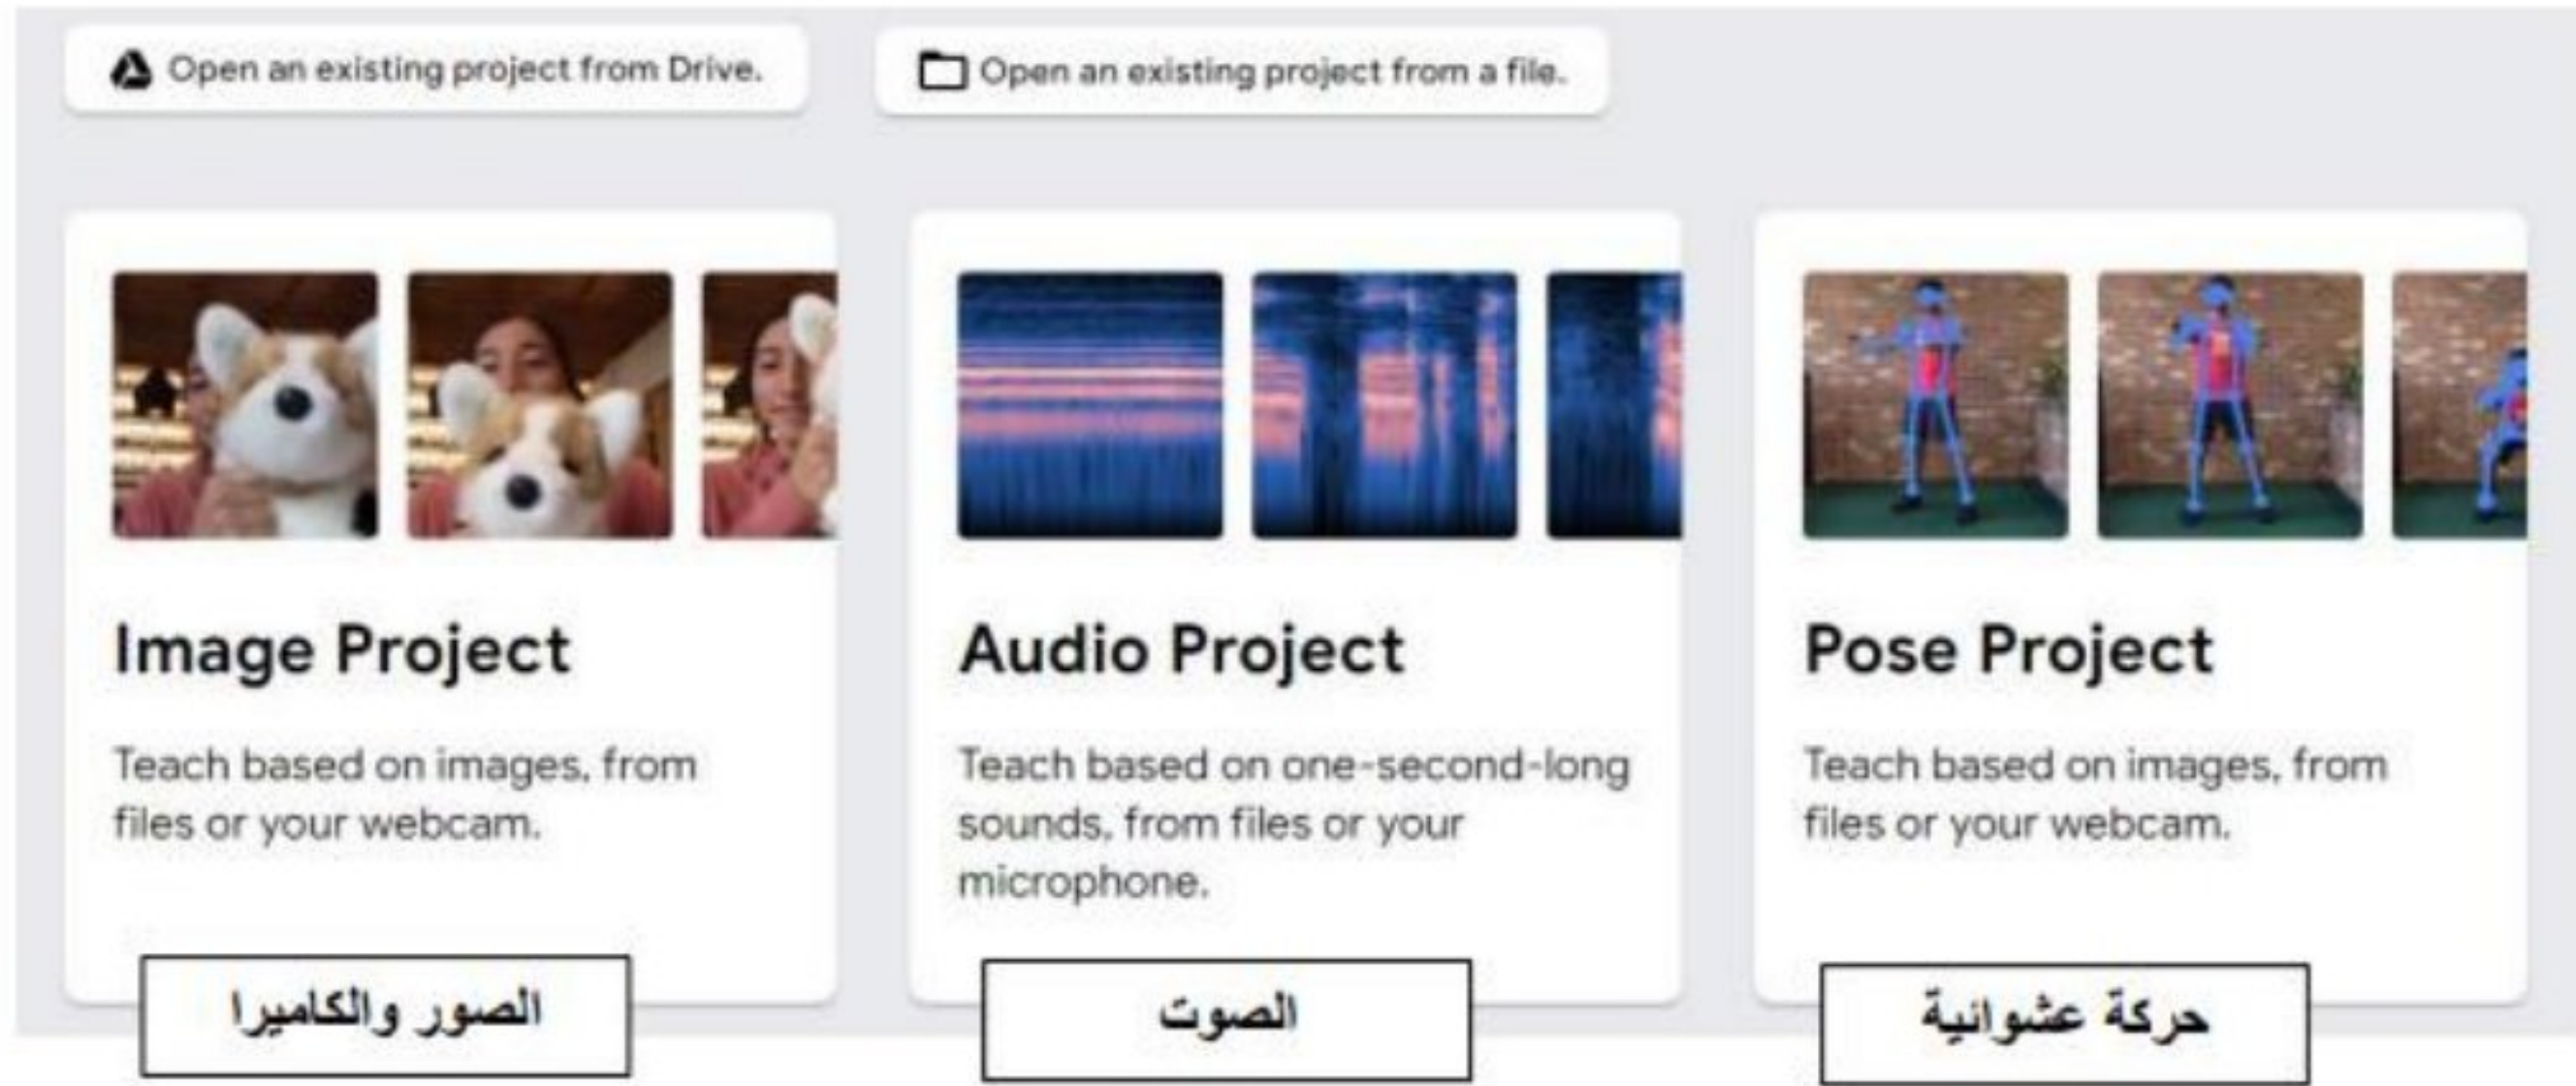 Open an existing project from Drive.
Open an existing project from a file.
Image Project
Teach based on images, from
files or your webcam.
الصور والكاميرا
Audio Project
Teach based on one-second-long
sounds, from files or your
microphone.
الصوت
Pose Project
Teach based on images, from
files or your webcam.
حركة عشوائية